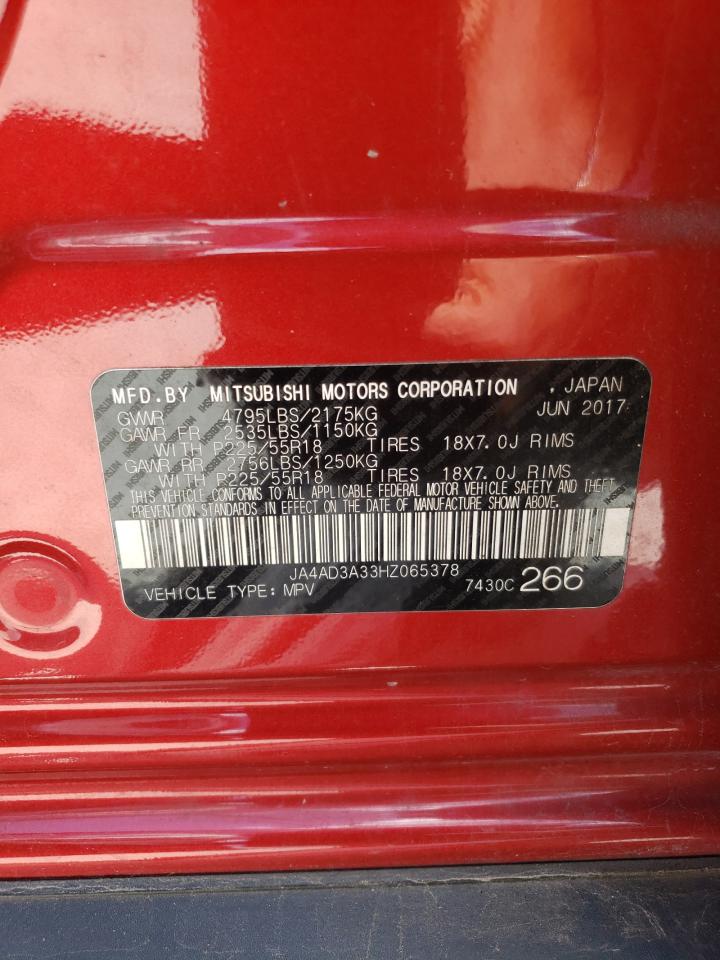 MFD.BY MITSUBISHI MOTORS CORPORATION , JAPAN
GVWR 4795LBS/2175KG JUN 2017
GAWR FR 2535LBS/1150KG
WITH P225/55R18 TIRES 18X7.0J RIMS
GAWR RR 2756LBS/1250KG
WITH P225/55R18 TIRES 18X7.0J RIMS
THIS VEHICLE CONFORMS TO ALL APPLICABLE FEDERAL MOTOR VEHICLE SAFETY AND THEFT
PREVENTION STANDARDS IN EFFECT ON THE DATE OF MANUFACTURE SHOWN ABOVE.
JA4AD3A33HZ065378
VEHICLE TYPE: MPV 7430C 266